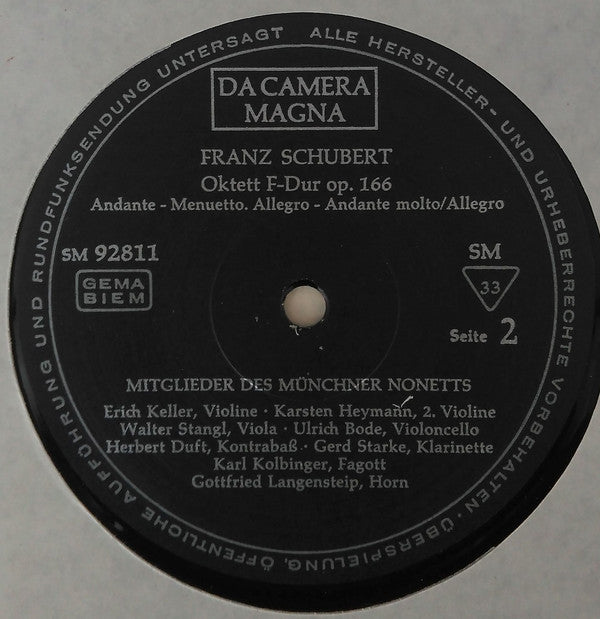 ALLE HERSTELLER- UND URHEBERRECHTE VORBEHALTEN · ÜBERSPIELUNG, ÖFFENTLICHE AUFFÜHRUNG UND RUNDFUNKSENDUNG UNTERSAGT
DA CAMERA
MAGNA
FRANZ SCHUBERT
Oktett F-Dur op. 166
Andante - Menuetto. Allegro - Andante molto/Allegro
SM 92811
SM
GEMA
BIEM
33
Seite 2
MITGLIEDER DES MÜNCHNER NONETTS
Erich Keller, Violine · Karsten Heymann, 2. Violine
Walter Stangl, Viola · Ulrich Bode, Violoncello
Herbert Duft, Kontrabaß · Gerd Starke, Klarinette
Karl Kolbinger, Fagott
Gottfried Langensteip, Horn